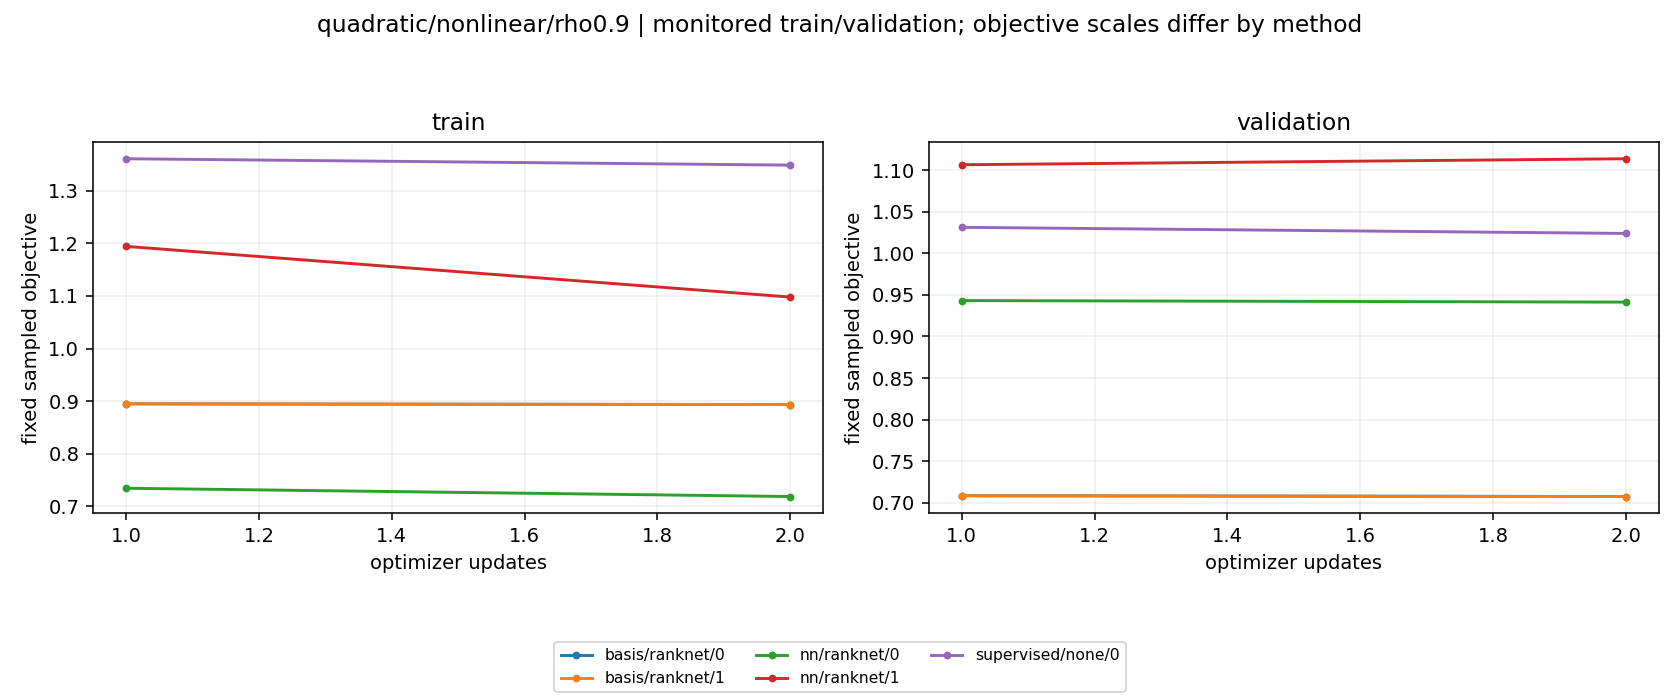 quadratic/nonlinear/rho0.9 | monitored train/validation; objective scales differ by method
train
fixed sampled objective
1.3
1.2
1.1
1.0
0.9
0.8
0.7
1.0 1.2 1.4 1.6 1.8 2.0
optimizer updates
validation
fixed sampled objective
1.10
1.05
1.00
0.95
0.90
0.85
0.80
0.75
0.70
1.0 1.2 1.4 1.6 1.8 2.0
optimizer updates
basis/ranknet/0 nn/ranknet/0 supervised/none/0
basis/ranknet/1 nn/ranknet/1